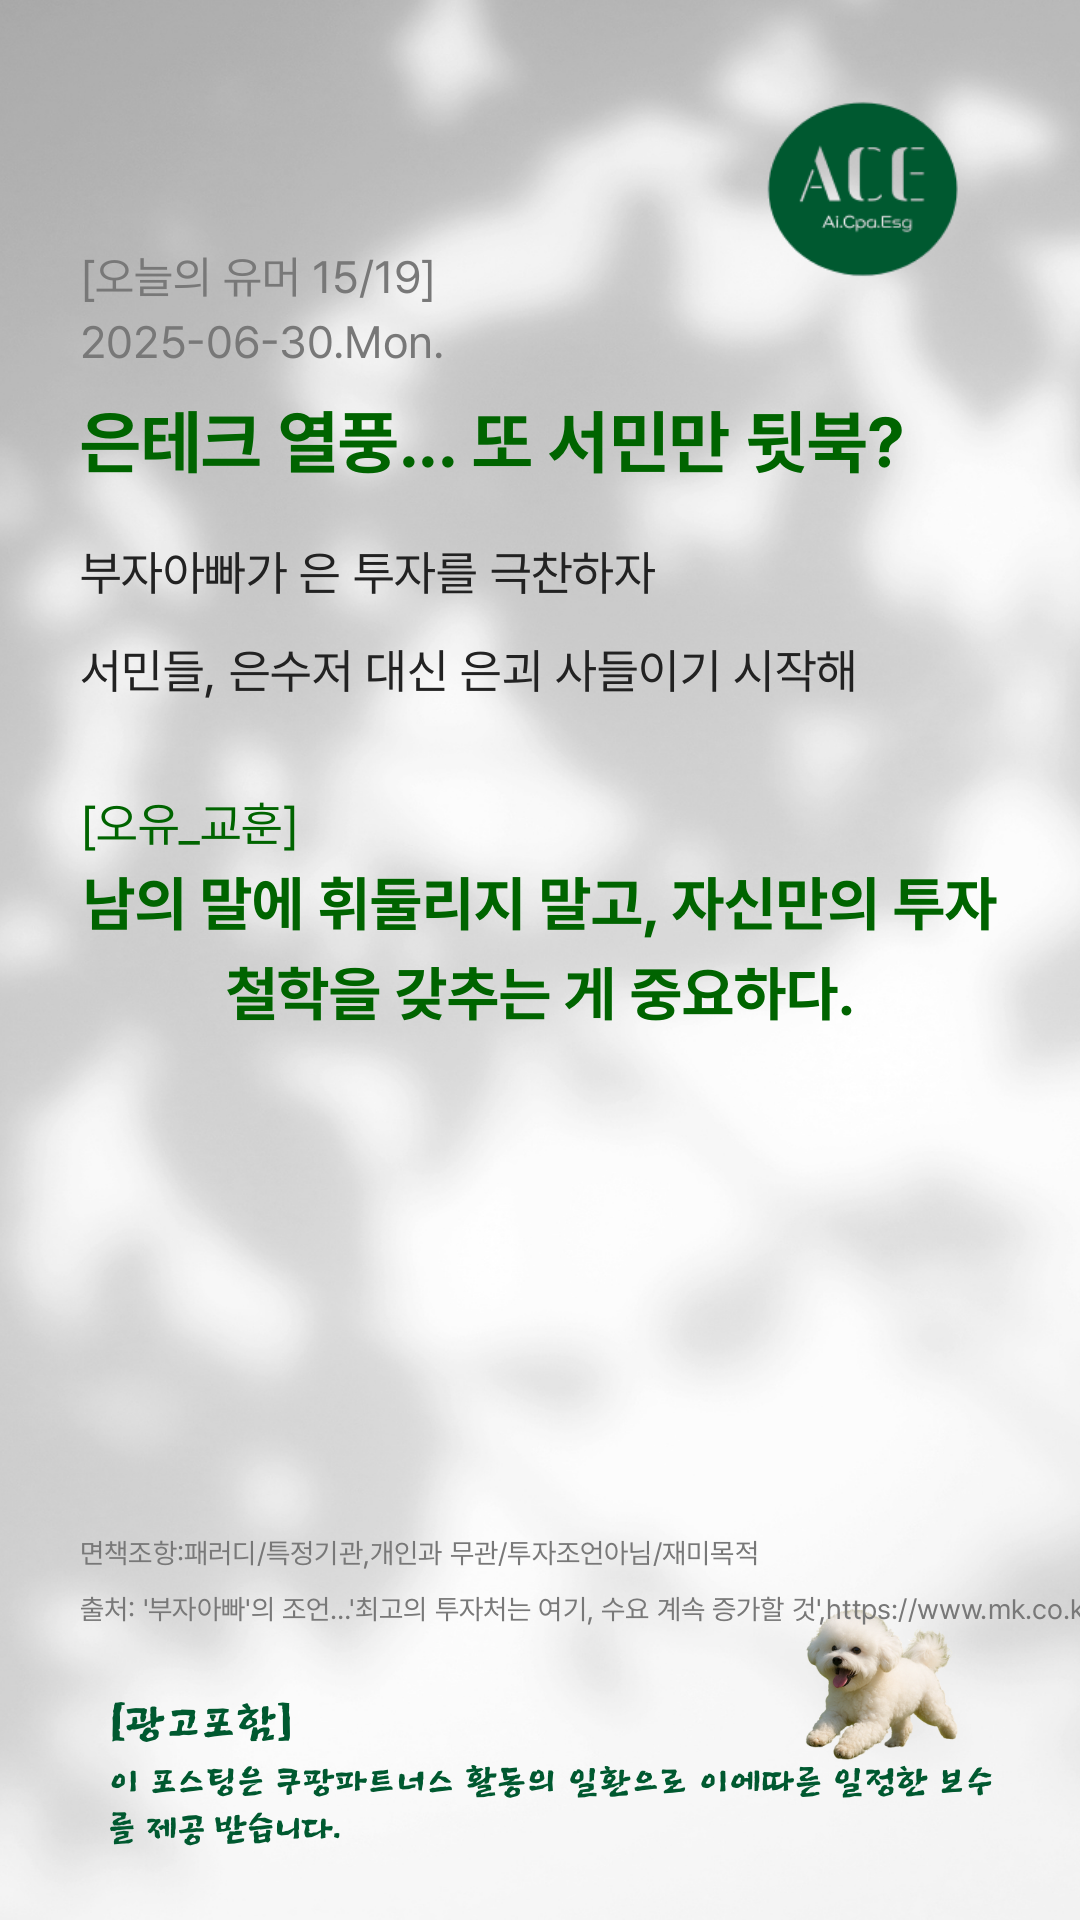 ACE
Ai.Cpa.Esg
[오늘의 유머 15/19]
2025-06-30.Mon.
은테크 열풍... 또 서민만 뒷북?
부자아빠가 은 투자를 극찬하자
서민들, 은수저 대신 은괴 사들이기 시작해
[오유_교훈]
남의 말에 휘둘리지 말고, 자신만의 투자
철학을 갖추는 게 중요하다.
면책조항:패러디/특정기관,개인과 무관/투자조언아님/재미목적
출처: '부자아빠'의 조언...'최고의 투자처는 여기, 수요 계속 증가할 것',https://www.mk.co.k
[광고포함]
이 포스팅은 쿠팡파트너스 활동의 일환으로 이에따른 일정한 보수
를 제공 받습니다.